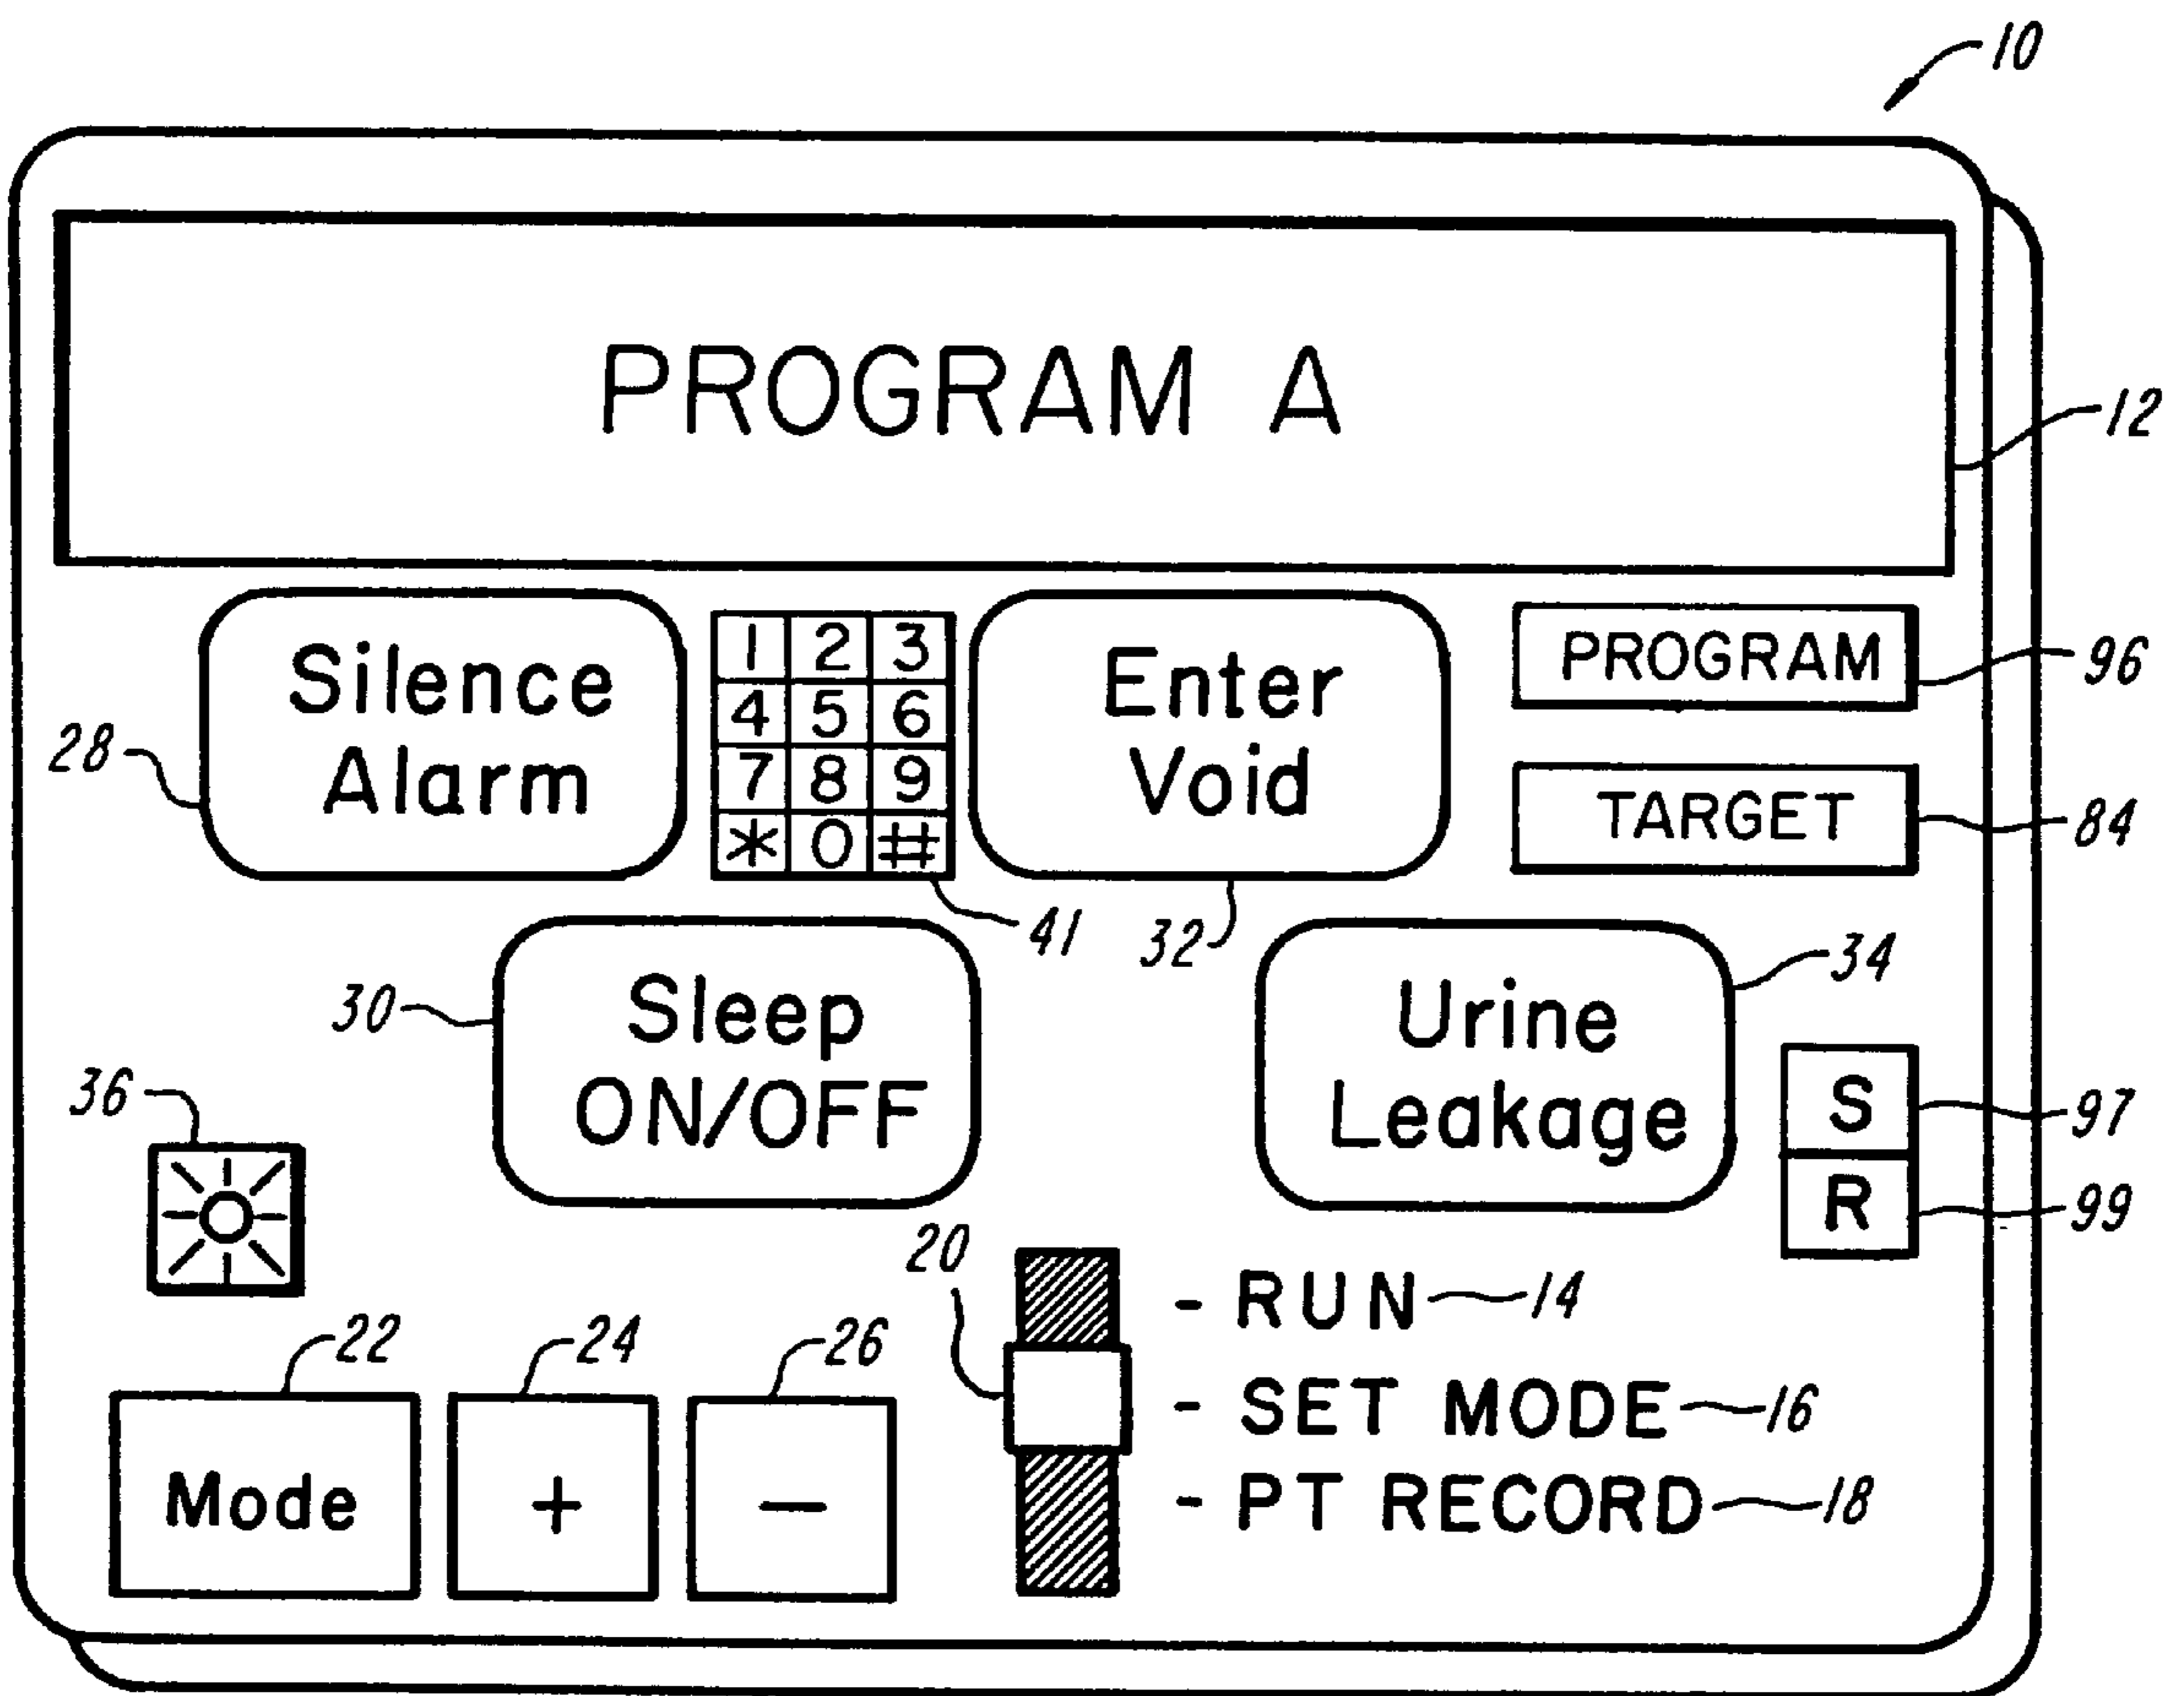 10
PROGRAM A
12
Silence
Alarm
28
1 2 3
4 5 6
7 8 9
* 0 #
41
Enter
Void
32
PROGRAM
96
TARGET
84
Sleep
ON/OFF
30
Urine
Leakage
34
S
97
R
99
36
20
- RUN 14
- SET MODE 16
- PT RECORD 18
22
Mode
24
+
26
−